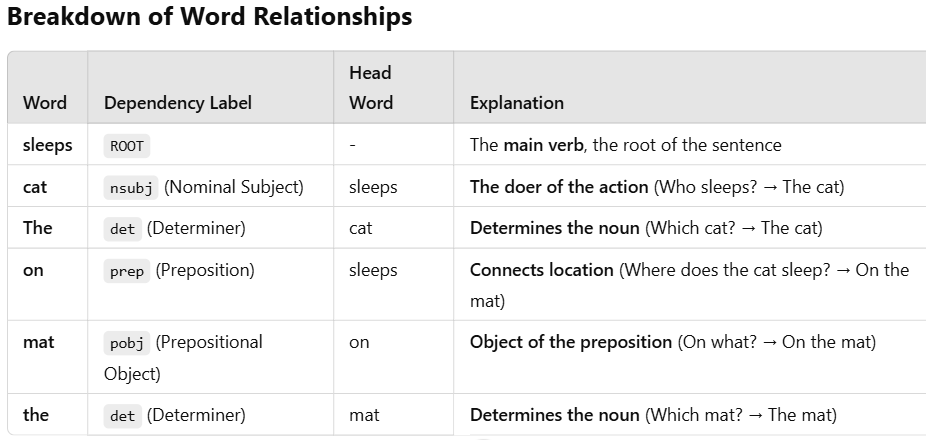 Breakdown of Word Relationships
Word Dependency Label Head Word Explanation
sleeps ROOT - The main verb, the root of the sentence
cat nsubj (Nominal Subject) sleeps The doer of the action (Who sleeps? → The cat)
The det (Determiner) cat Determines the noun (Which cat? → The cat)
on prep (Preposition) sleeps Connects location (Where does the cat sleep? → On the mat)
mat pobj (Prepositional Object) on Object of the preposition (On what? → On the mat)
the det (Determiner) mat Determines the noun (Which mat? → The mat)